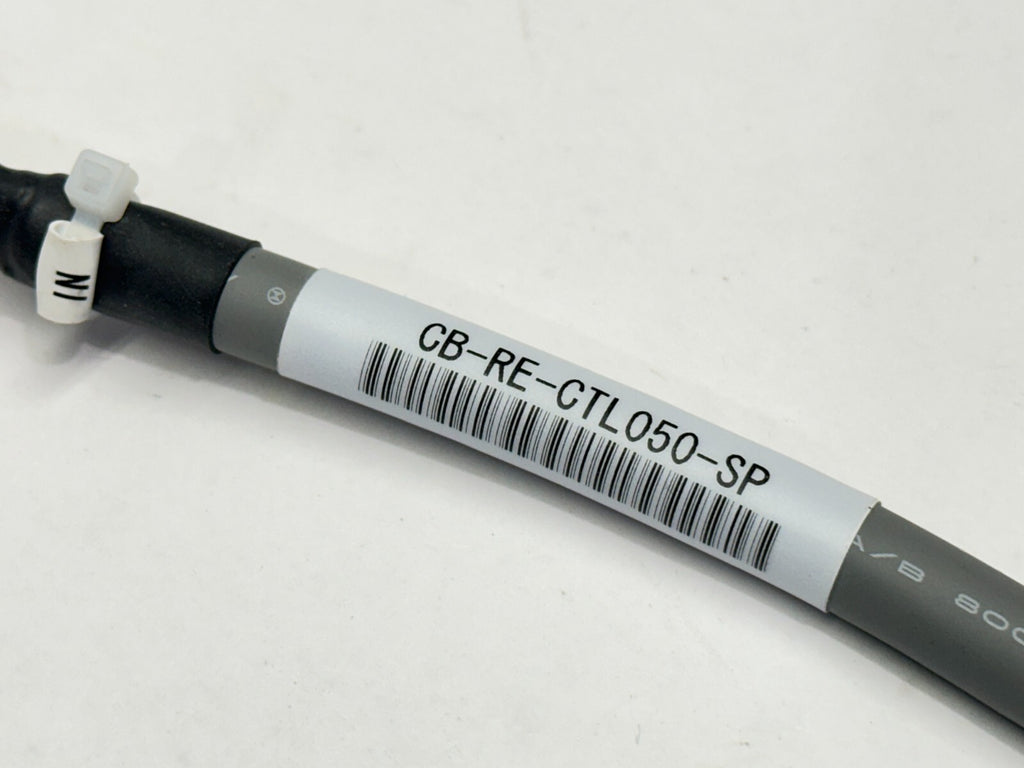 IN
CB-RE-CTL050-SP
A/B 800